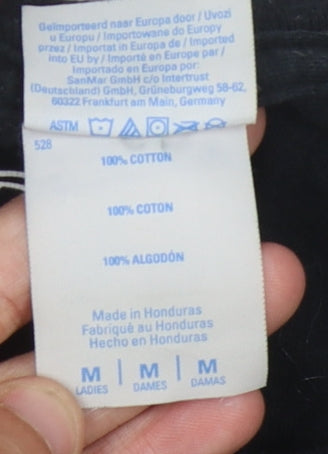 Geïmporteerd naar Europa door / Uvozi
u Europu / Importowane do Europy
przez / Importat in Europa de / Imported
into EU by / Importé en Europe par /
Importado en Europa por:
SanMar GmbH c/o Intertrust
(Deutschland) GmbH, Grüneburgweg 58-62,
60322 Frankfurt am Main, Germany
ASTM
528
100% COTTON
100% COTON
100% ALGODÓN
Made in Honduras
Fabriqué au Honduras
Hecho en Honduras
M | M | M
LADIES DAMES DAMAS